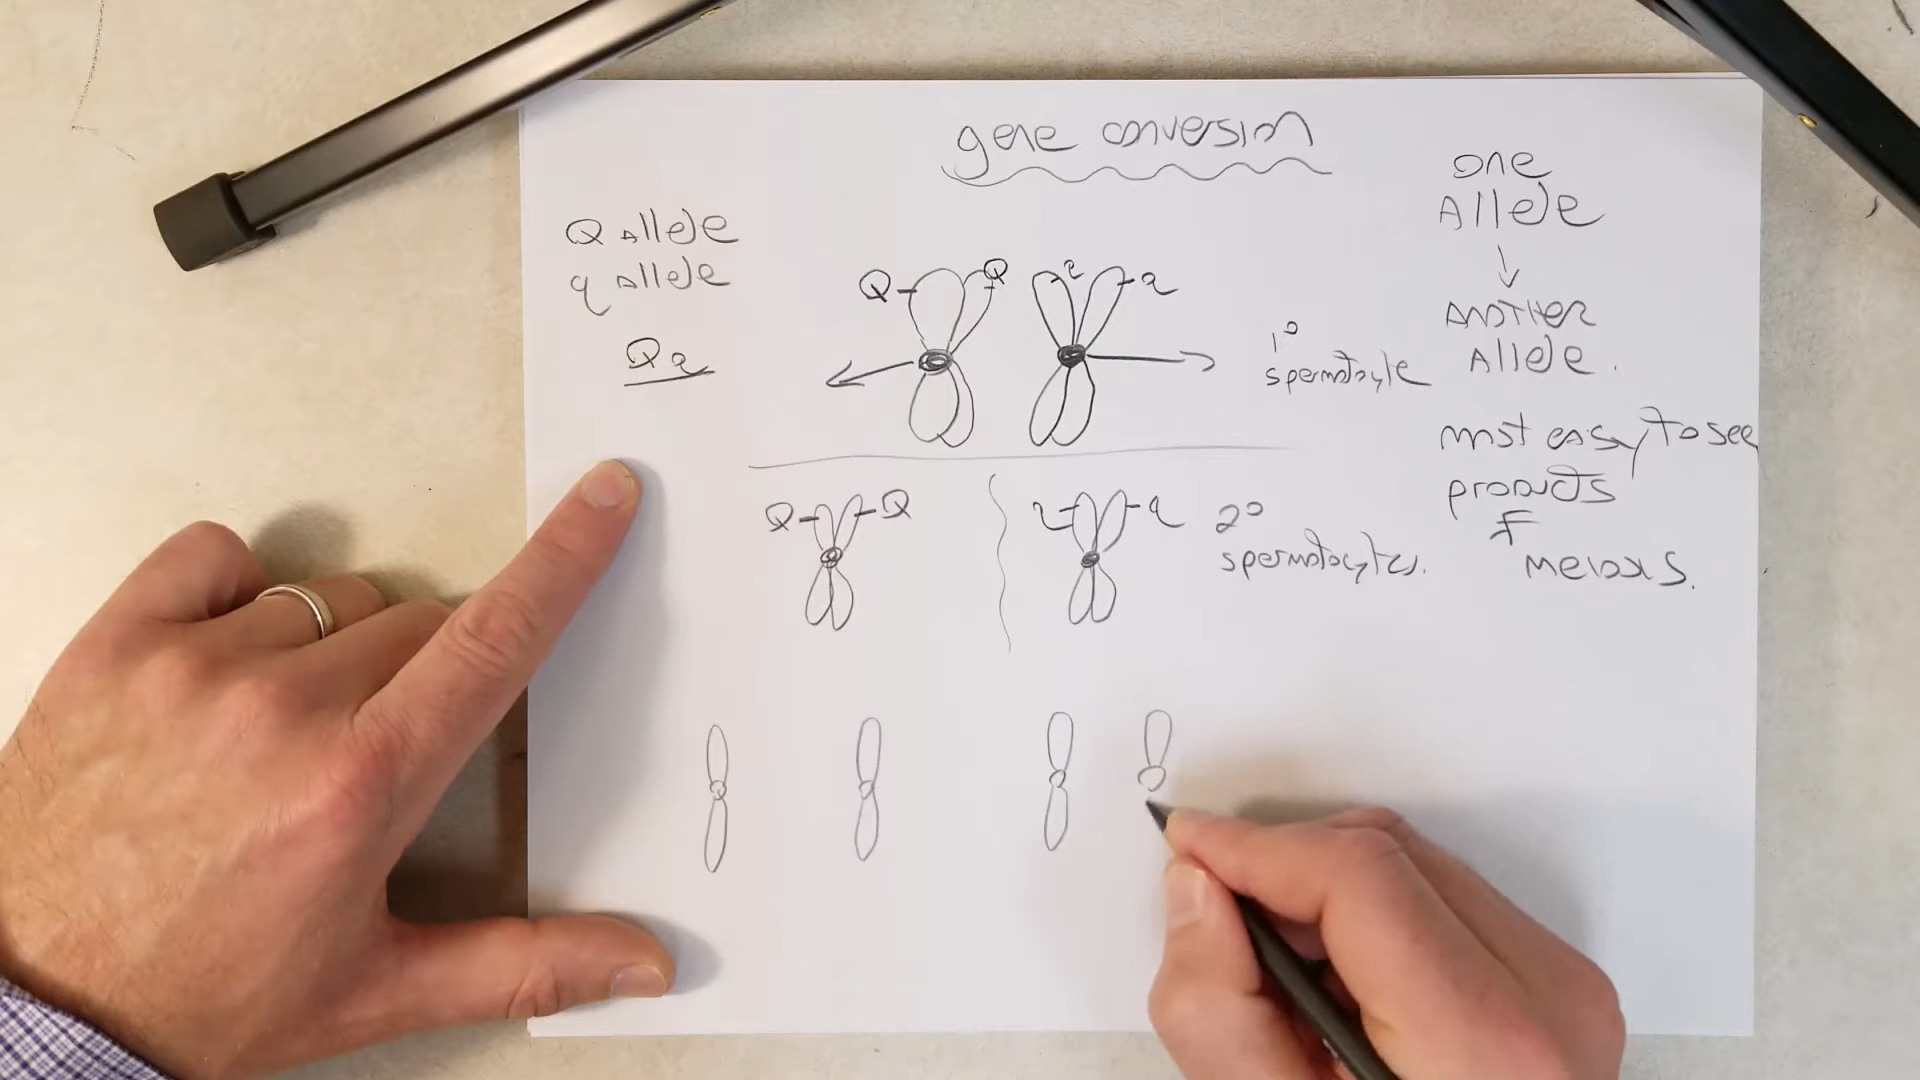 gene conversion
Q Allele
q Allele
Qq
Q Q q q
1°
spermatocyte
Q Q q q
2°
spermatocytes.
ONE
Allele
↓
ANOTHER
Allele.
most easy to see
products
of
meiosis.